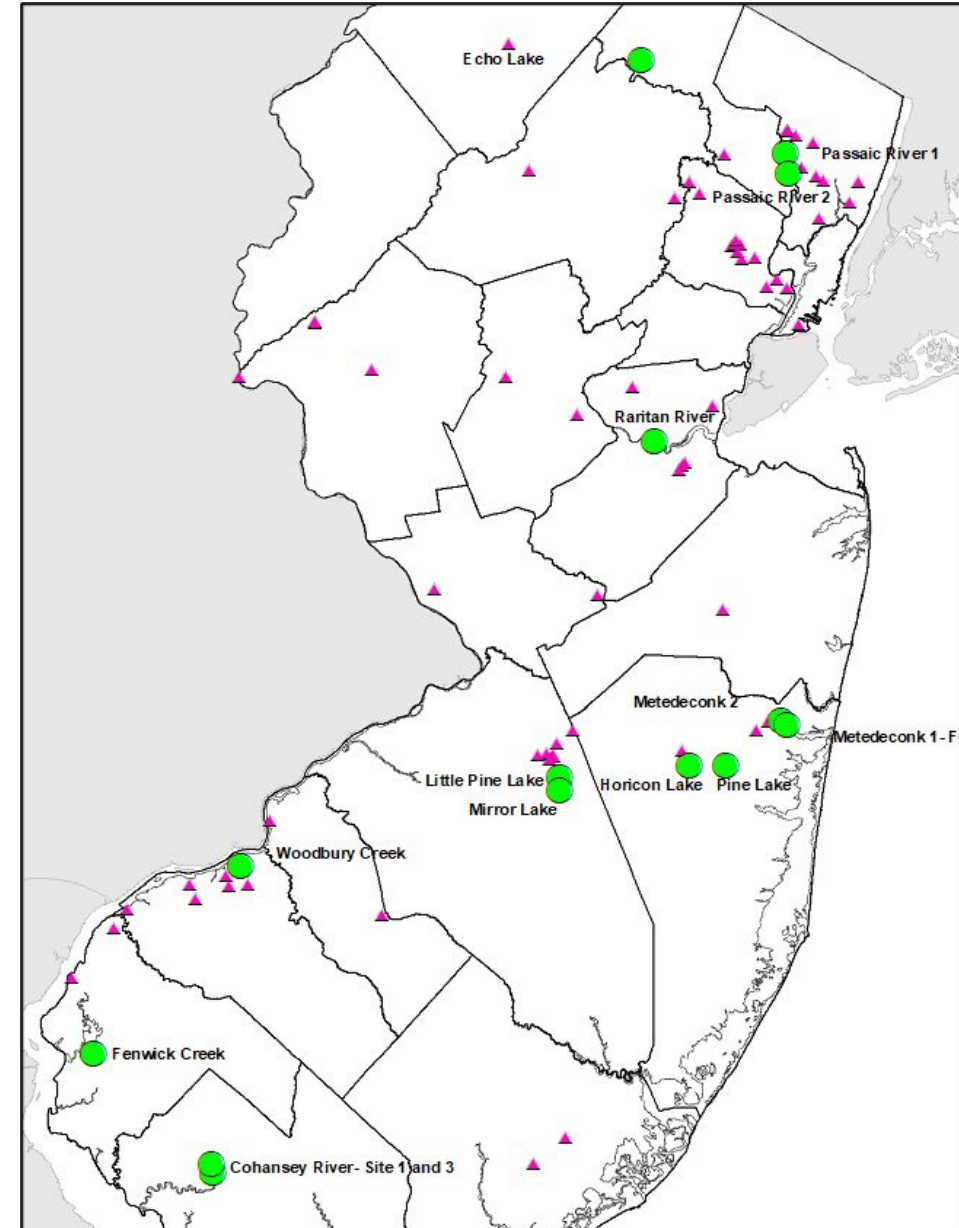 Echo Lake
Passaic River 1
Passaic River 2
Raritan River
Metedeconk 2
Metedeconk 1 - F
Little Pine Lake
Horicon Lake
Pine Lake
Mirror Lake
Woodbury Creek
Fenwick Creek
Cohansey River- Site 1 and 3